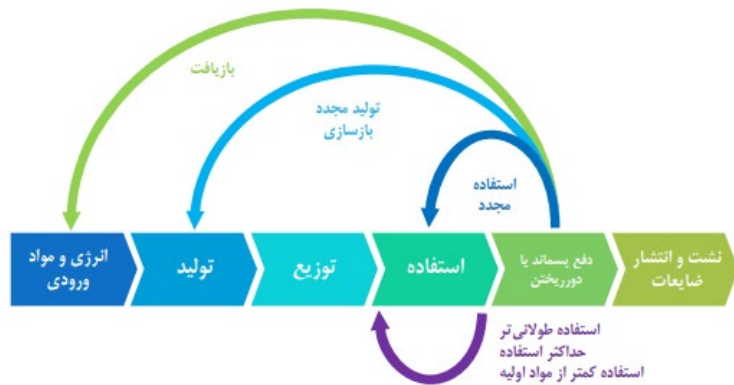 بازیافت
تولید مجدد
بازسازی
استفاده
مجدد
انرژی و مواد
ورودی
تولید
توزیع
استفاده
دفع پسماند یا
دورریختن
نشت و انتشار
ضایعات
استفاده طولانی‌تر
حداکثر استفاده
استفاده کمتر از مواد اولیه